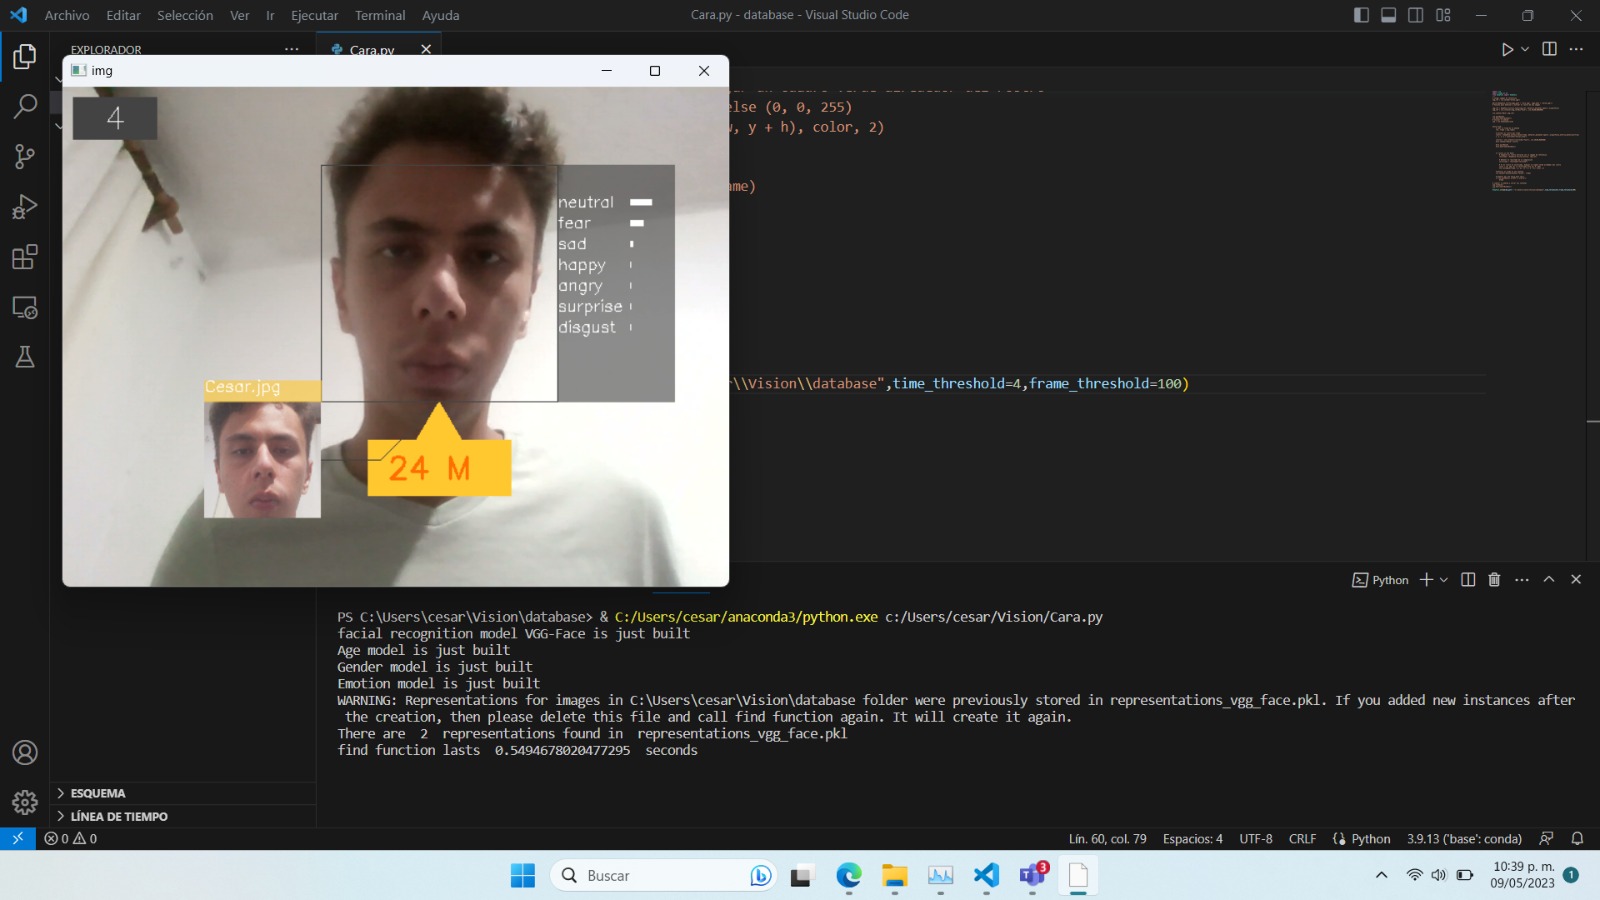 Archivo Editar Selección Ver Ir Ejecutar Terminal Ayuda
Cara.py - database - Visual Studio Code
EXPLORADOR
Cara.py
img
4
neutral
fear
sad
happy
angry
surprise
disgust
Cesar.jpg
24 M
else (0, 0, 255)
, y + h), color, 2)
ame)
\\Vision\\database",time_threshold=4,frame_threshold=100)
Python
PS C:\Users\cesar\Vision\database> & C:/Users/cesar/anaconda3/python.exe c:/Users/cesar/Vision/Cara.py
facial recognition model VGG-Face is just built
Age model is just built
Gender model is just built
Emotion model is just built
WARNING: Representations for images in C:\Users\cesar\Vision\database folder were previously stored in representations_vgg_face.pkl. If you added new instances after
the creation, then please delete this file and call find function again. It will create it again.
There are 2 representations found in representations_vgg_face.pkl
find function lasts 0.5494678020477295 seconds
ESQUEMA
LÍNEA DE TIEMPO
0 0
Lín. 60, col. 79 Espacios: 4 UTF-8 CRLF Python 3.9.13 ('base': conda)
Buscar
3
10:39 p. m.
09/05/2023
1